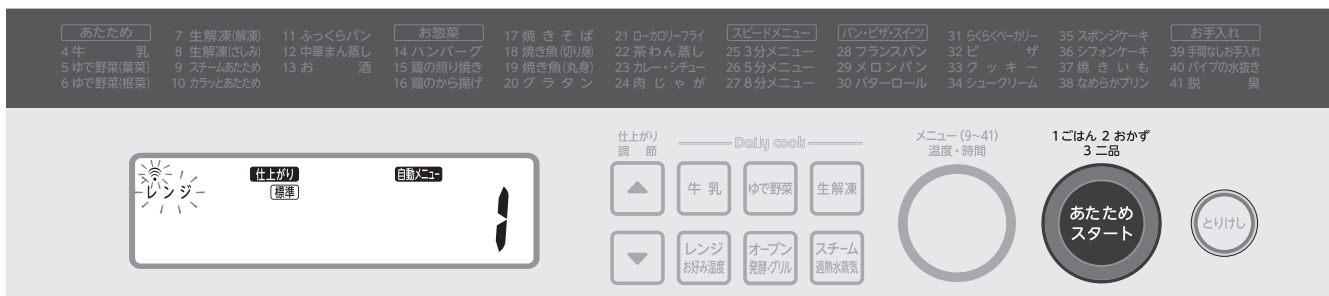 あたため
4 牛 乳
5 ゆで野菜(葉菜)
6 ゆで野菜(根菜)
7 生解凍(解凍)
8 生解凍(さしみ)
9 スチームあたため
10 カラッとあたため
11 ふっくらパン
12 中華まん蒸し
13 お 酒
お惣菜
14 ハンバーグ
15 鶏の照り焼き
16 鶏のから揚げ
17 焼きそば
18 焼き魚(切り身)
19 焼き魚(丸身)
20 グラタン
21 ローカロリーフライ
22 茶わん蒸し
23 カレー・シチュー
24 肉じゃが
スピードメニュー
25 3分メニュー
26 5分メニュー
27 8分メニュー
パン・ピザ・スイーツ
28 フランスパン
29 メロンパン
30 バターロール
31 らくらくベーカリー
32 ピ ザ
33 クッキー
34 シュークリーム
35 スポンジケーキ
36 シフォンケーキ
37 焼きいも
38 なめらかプリン
お手入れ
39 手間なしお手入れ
40 パイプの水抜き
41 脱 臭
レンジ
仕上がり
標準
自動メニュー
1
仕上がり
調 節
Daily cook
牛 乳
ゆで野菜
生解凍
レンジ
お好み温度
オーブン
発酵・グリル
スチーム
過熱水蒸気
メニュー(9~41)
温度・時間
1 ごはん 2 おかず
3 二品
あたため
スタート
とりけし